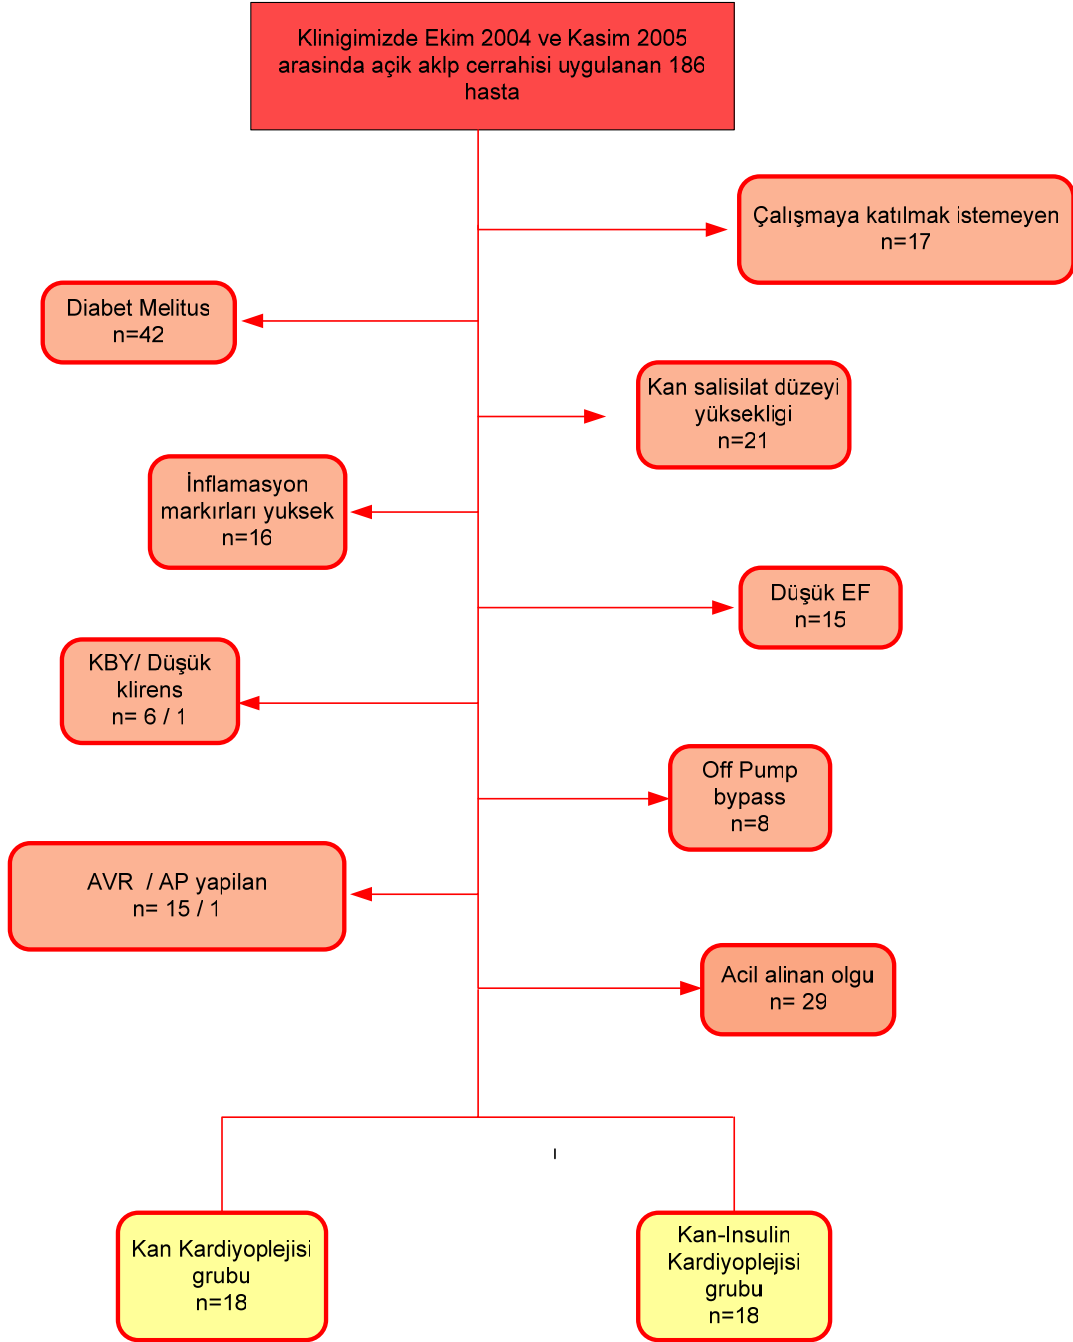 Klinigimizde Ekim 2004 ve Kasim 2005
arasinda açik aklp cerrahisi uygulanan 186
hasta
Çalışmaya katılmak istemeyen
n=17
Diabet Melitus
n=42
Kan salisilat düzeyi
yüksekligi
n=21
İnflamasyon
markırları yuksek
n=16
Düşük EF
n=15
KBY/ Düşük
klirens
n= 6 / 1
Off Pump
bypass
n=8
AVR  / AP yapilan
n= 15 / 1
Acil alinan olgu
n= 29
Kan Kardiyoplejisi
grubu
n=18
Kan-Insulin
Kardiyoplejisi
grubu
n=18